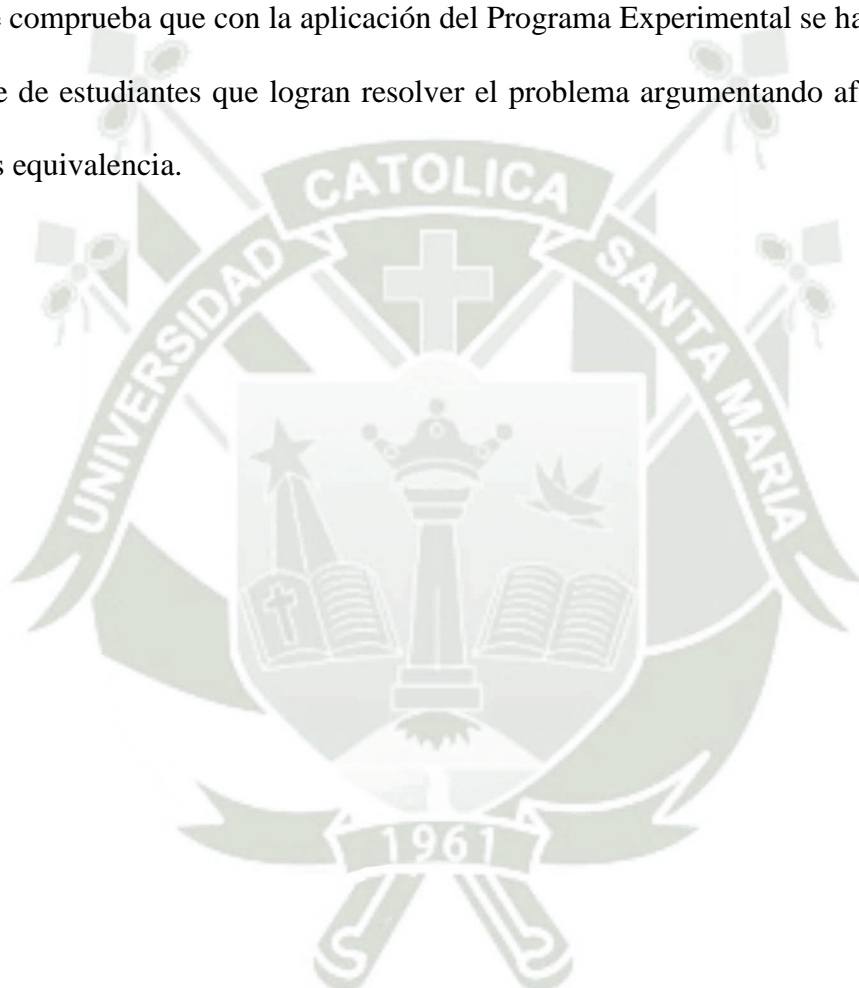 comprueba que con la aplicación del Programa Experimental se ha
de estudiantes que logran resolver el problema argumentando
equivalencia.
CATOLICA
UNIVERSIDAD
SANTA MARIA
1961